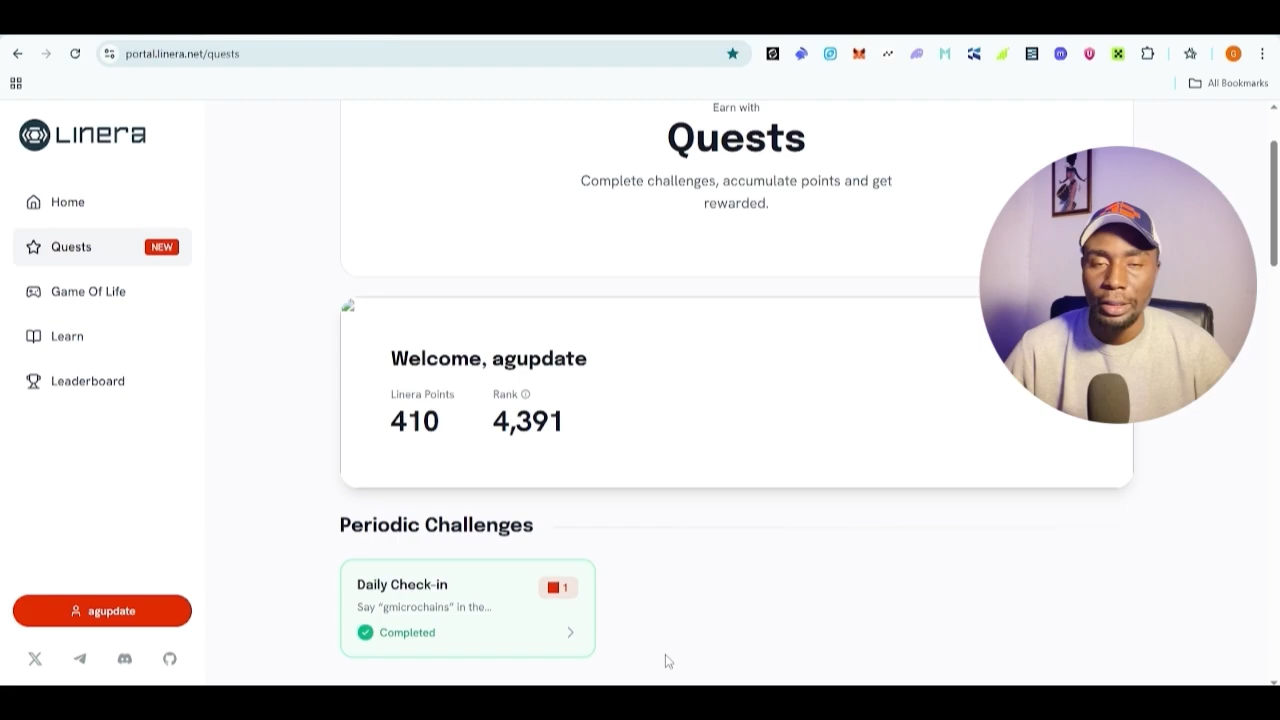 portal.linera.net/quests
All Bookmarks
LINERA
Home
Quests NEW
Game Of Life
Learn
Leaderboard
agupdate
Earn with
Quests
Complete challenges, accumulate points and get
rewarded.
Welcome, agupdate
Linera Points Rank
410 4,391
Periodic Challenges
Daily Check-in 1
Say “gmicrochains” in the...
Completed